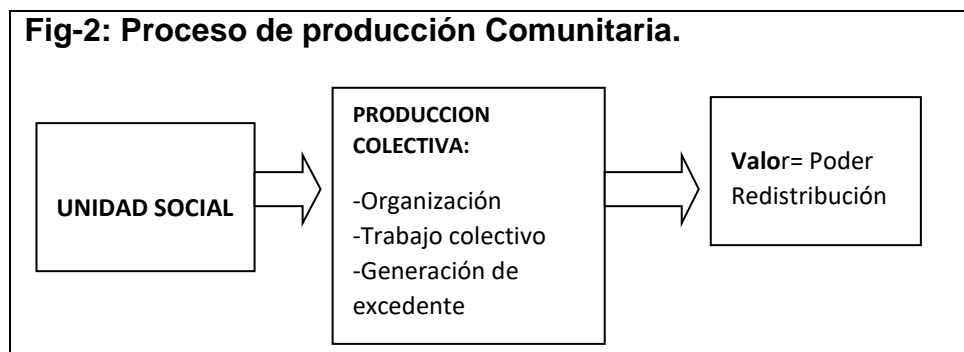 Fig-2: Proceso de producción Comunitaria.
UNIDAD SOCIAL
PRODUCCION
COLECTIVA:
-Organización
-Trabajo colectivo
-Generación de
excedente
Valor= Poder
Redistribución